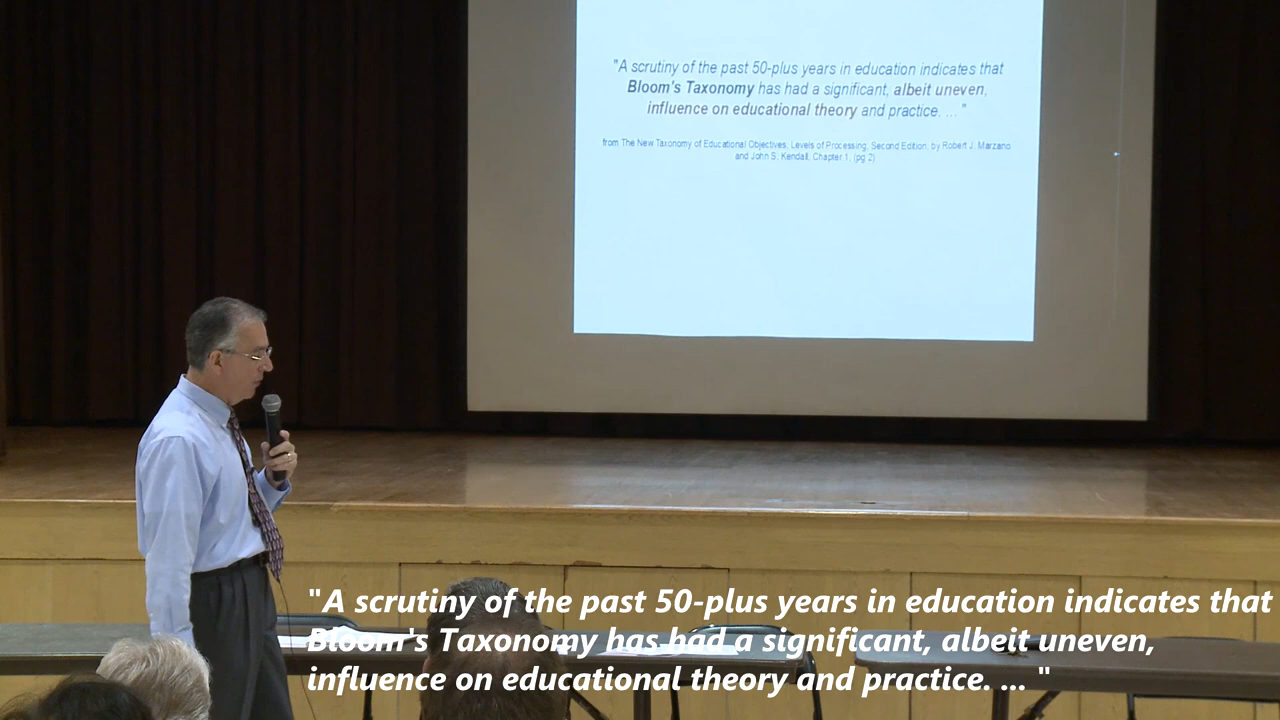 "A scrutiny of the past 50-plus years in education indicates that
Bloom's Taxonomy has had a significant, albeit uneven,
influence on educational theory and practice. ... "
from The New Taxonomy of Educational Objectives, Levels of Processing, Second Edition, by Robert J. Marzano
and John S. Kendall, Chapter 1, (pg 2)
"A scrutiny of the past 50-plus years in education indicates that
Bloom's Taxonomy has had a significant, albeit uneven,
influence on educational theory and practice. ... "